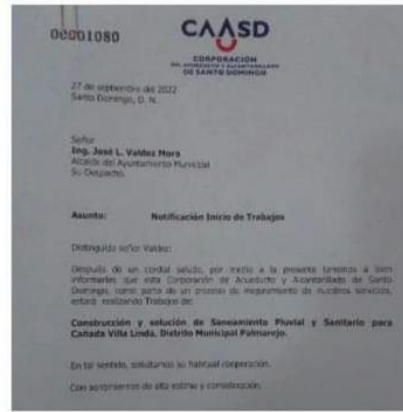 00001080
CAASD
CORPORACIÓN
DEL ACUEDUCTO Y ALCANTARILLADO
DE SANTO DOMINGO
27 de septiembre del 2022
Santo Domingo, D. N.
Señor
Ing. José L. Valdez Mora
Alcalde del Ayuntamiento Municipal
Su Despacho.
Asunto: Notificación Inicio de Trabajos
Distinguido señor Valdez:
Después de un cordial saludo, por medio a la presente tenemos a bien
informarles que esta Corporación de Acueducto y Alcantarillado de Santo
Domingo, como parte de un proceso de mejoramiento de nuestros servicios,
estará realizando Trabajos de:
Construcción y solución de Saneamiento Pluvial y Sanitario para
Cañada Villa Linda, Distrito Municipal Palmarejo.
En tal sentido, solicitamos su habitual cooperación.
Con sentimientos de alta estima y consideración.